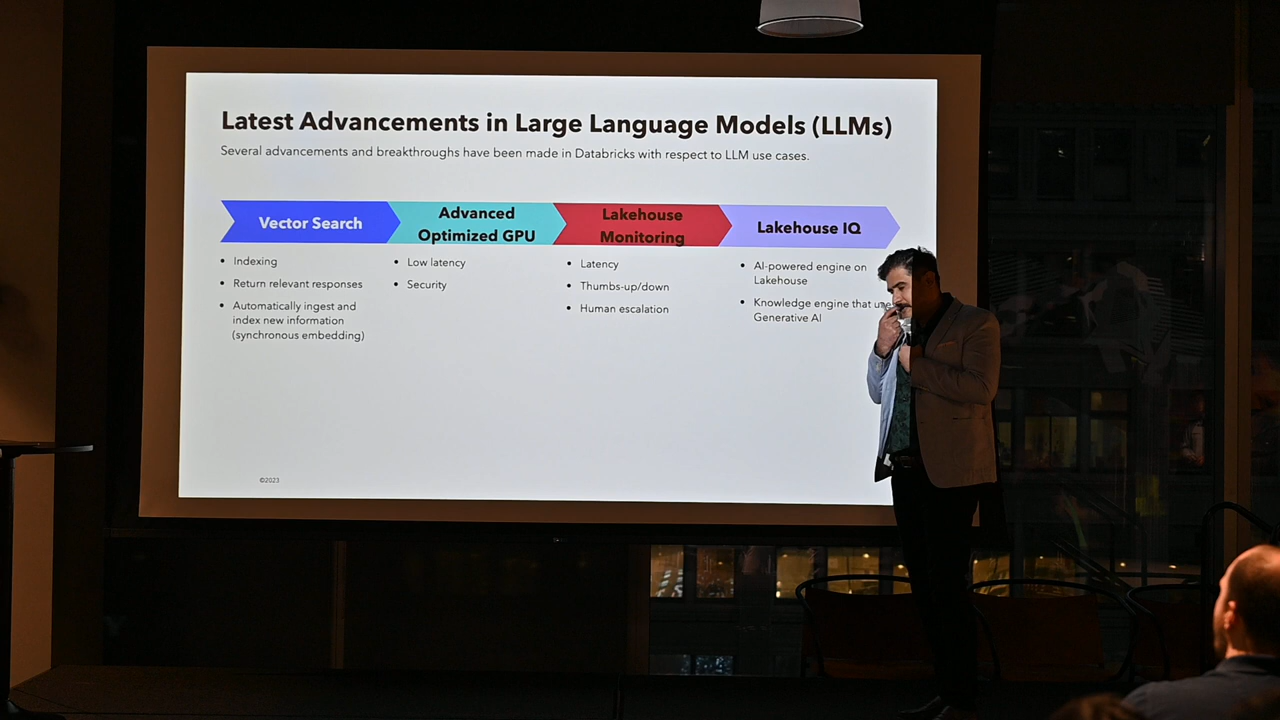 Latest Advancements in Large Language Models (LLMs)
Several advancements and breakthroughs have been made in Databricks with respect to LLM use cases.
Vector Search
• Indexing
• Return relevant responses
• Automatically ingest and
index new information
(synchronous embedding)
Advanced
Optimized GPU
• Low latency
• Security
Lakehouse
Monitoring
• Latency
• Thumbs-up/down
• Human escalation
Lakehouse IQ
• AI-powered engine on
Lakehouse
• Knowledge engine that
Generative AI
©2023